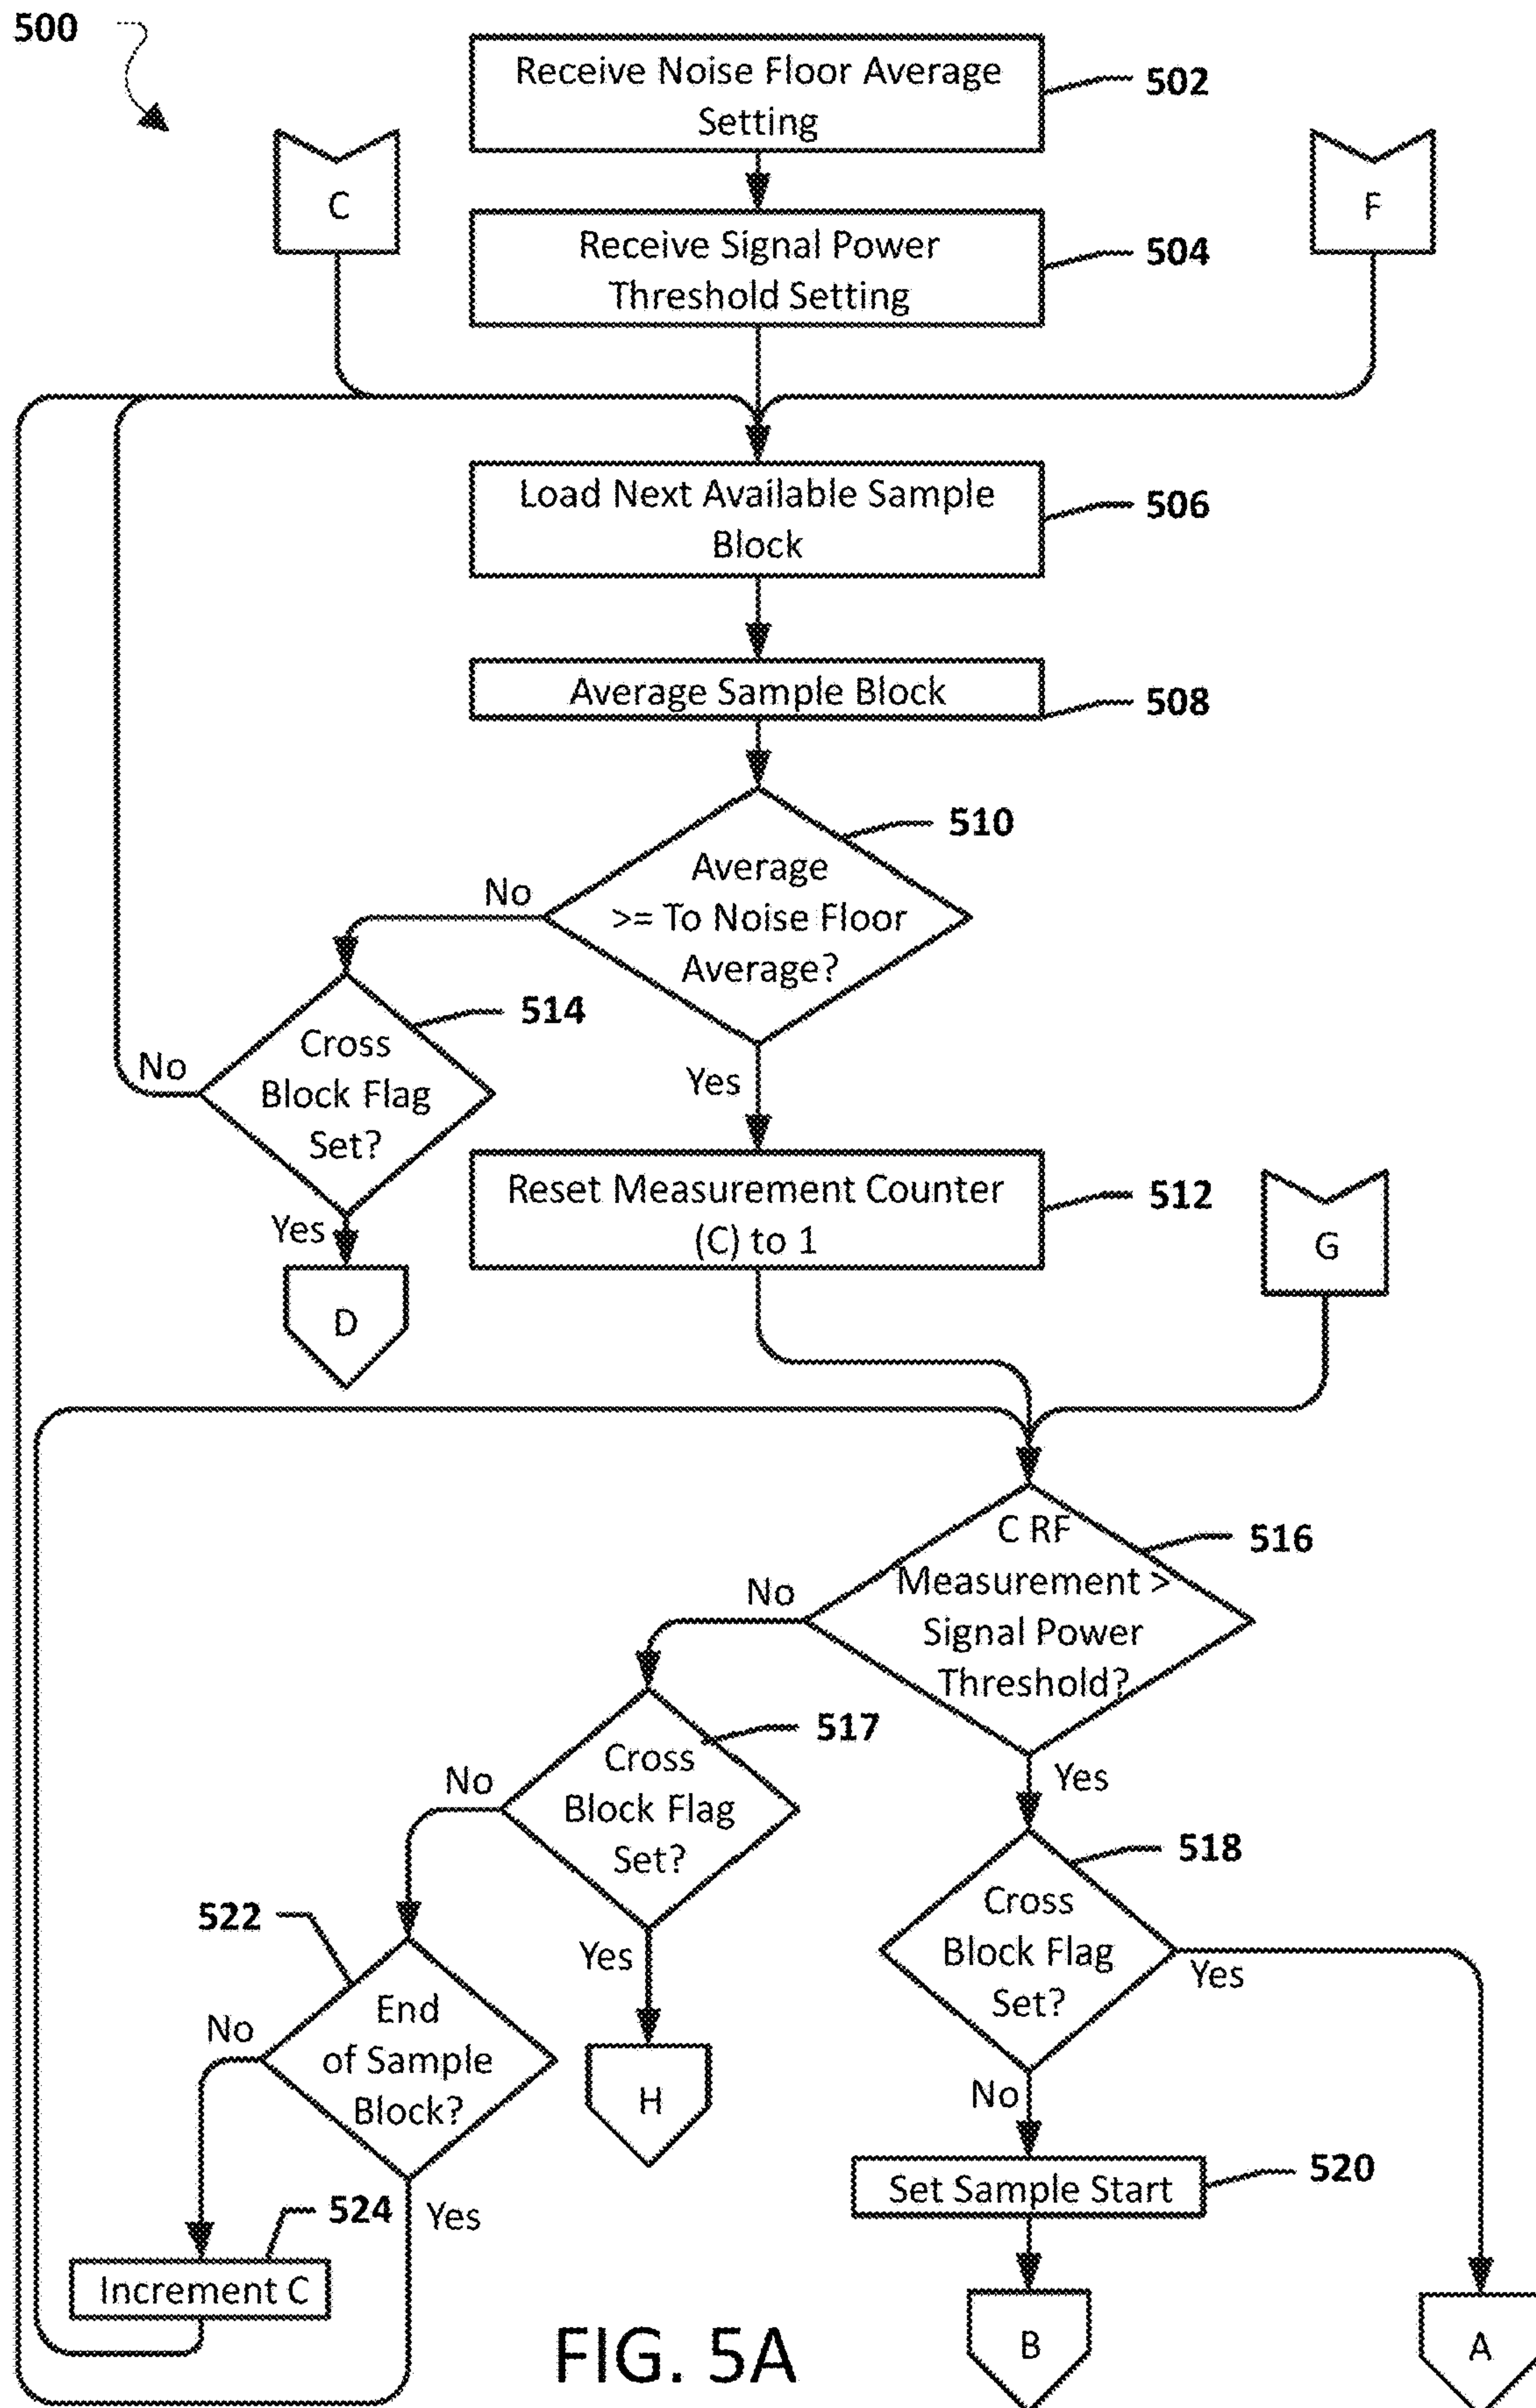 500
Receive Noise Floor Average
Setting
502
C
F
Receive Signal Power
Threshold Setting
504
Load Next Available Sample
Block
506
Average Sample Block
508
510
Average
>= To Noise Floor
Average?
No
514
Cross
Block Flag
Set?
No
Yes
Yes
Reset Measurement Counter
(C) to 1
512
G
D
C RF
Measurement >
Signal Power
Threshold?
516
No
517
Cross
Block Flag
Set?
No
Yes
518
Cross
Block Flag
Set?
Yes
522
End
of Sample
Block?
No
Yes
H
No
Set Sample Start
520
524
Yes
Increment C
B
A
FIG. 5A